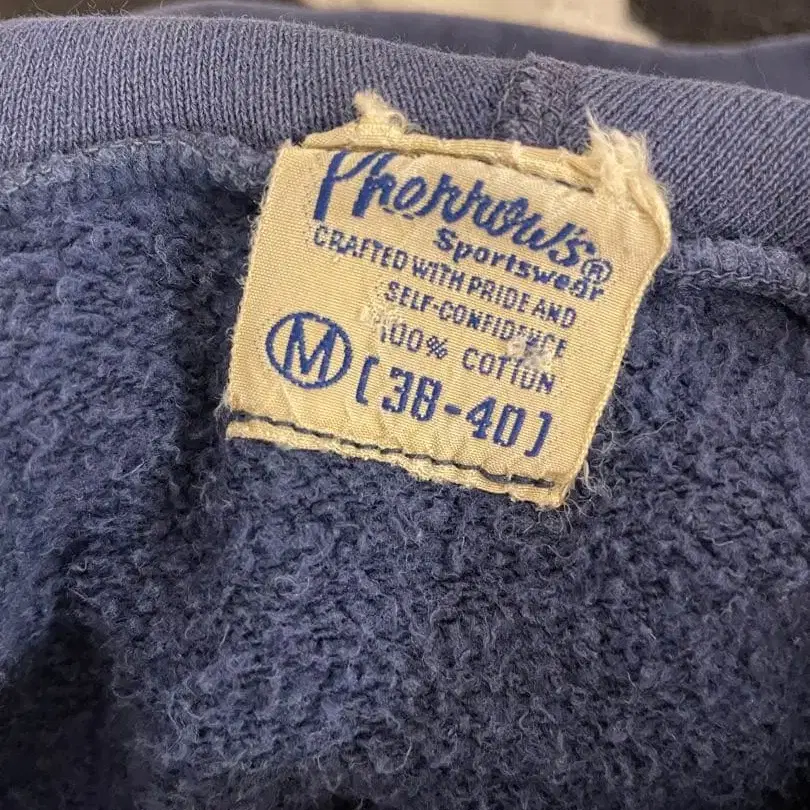 Pherrow's®
Sportswear
CRAFTED WITH PRIDE AND
SELF-CONFIDENCE
100% COTTON
M (38-40)